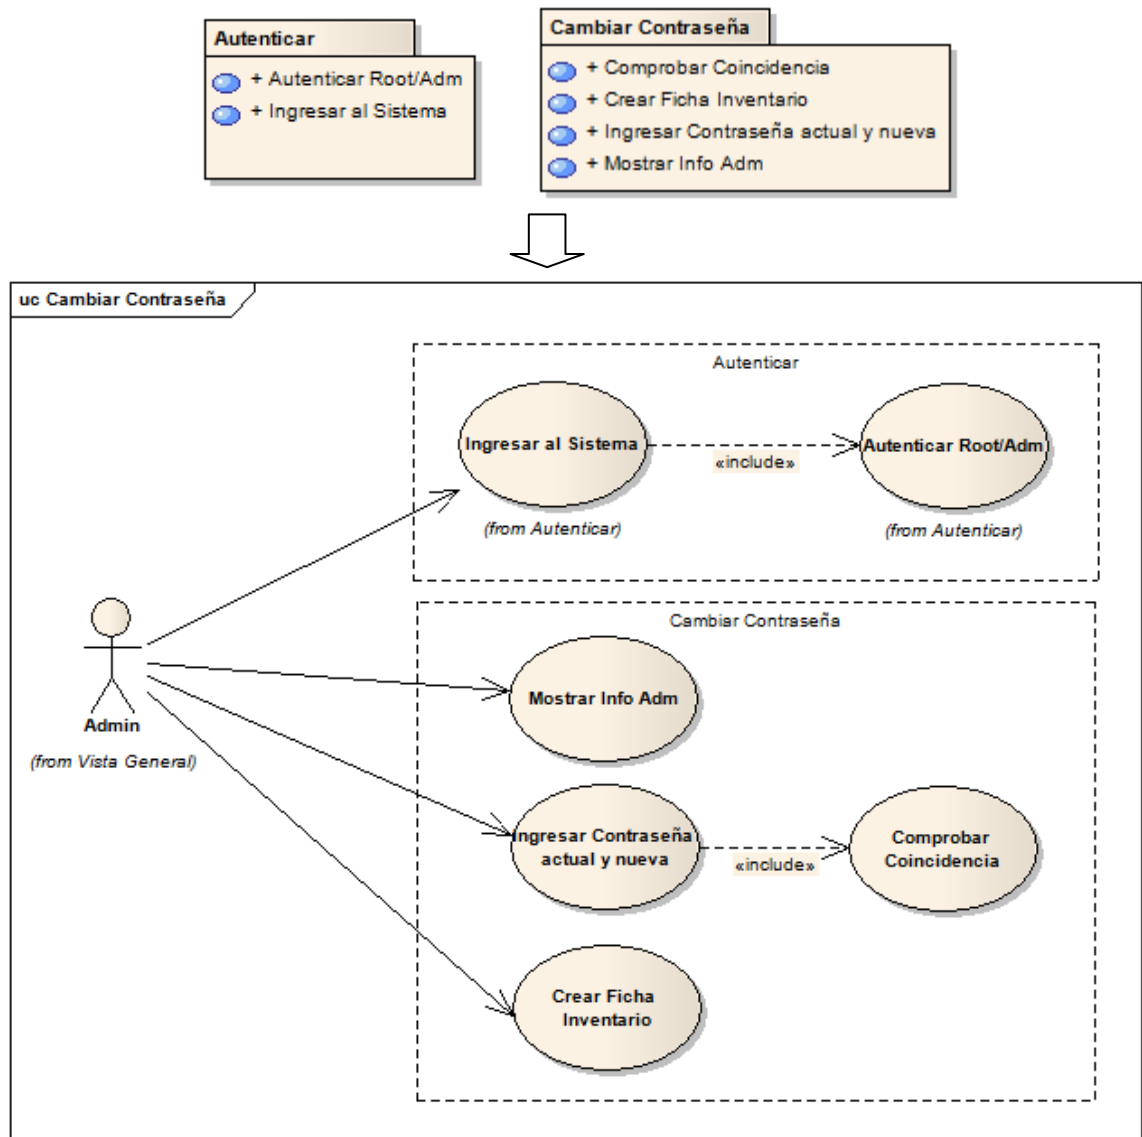 Autenticar
+ Autenticar Root/Adm
+ Ingresar al Sistema
Cambiar Contraseña
+ Comprobar Coincidencia
+ Crear Ficha Inventario
+ Ingresar Contraseña actual y nueva
+ Mostrar Info Adm
uc Cambiar Contraseña
Autenticar
Ingresar al Sistema
«include»
Autenticar Root/Adm
(from Autenticar)
(from Autenticar)
Cambiar Contraseña
Mostrar Info Adm
Admin
(from Vista General)
Ingresar Contraseña
actual y nueva
«include»
Comprobar
Coincidencia
Crear Ficha
Inventario